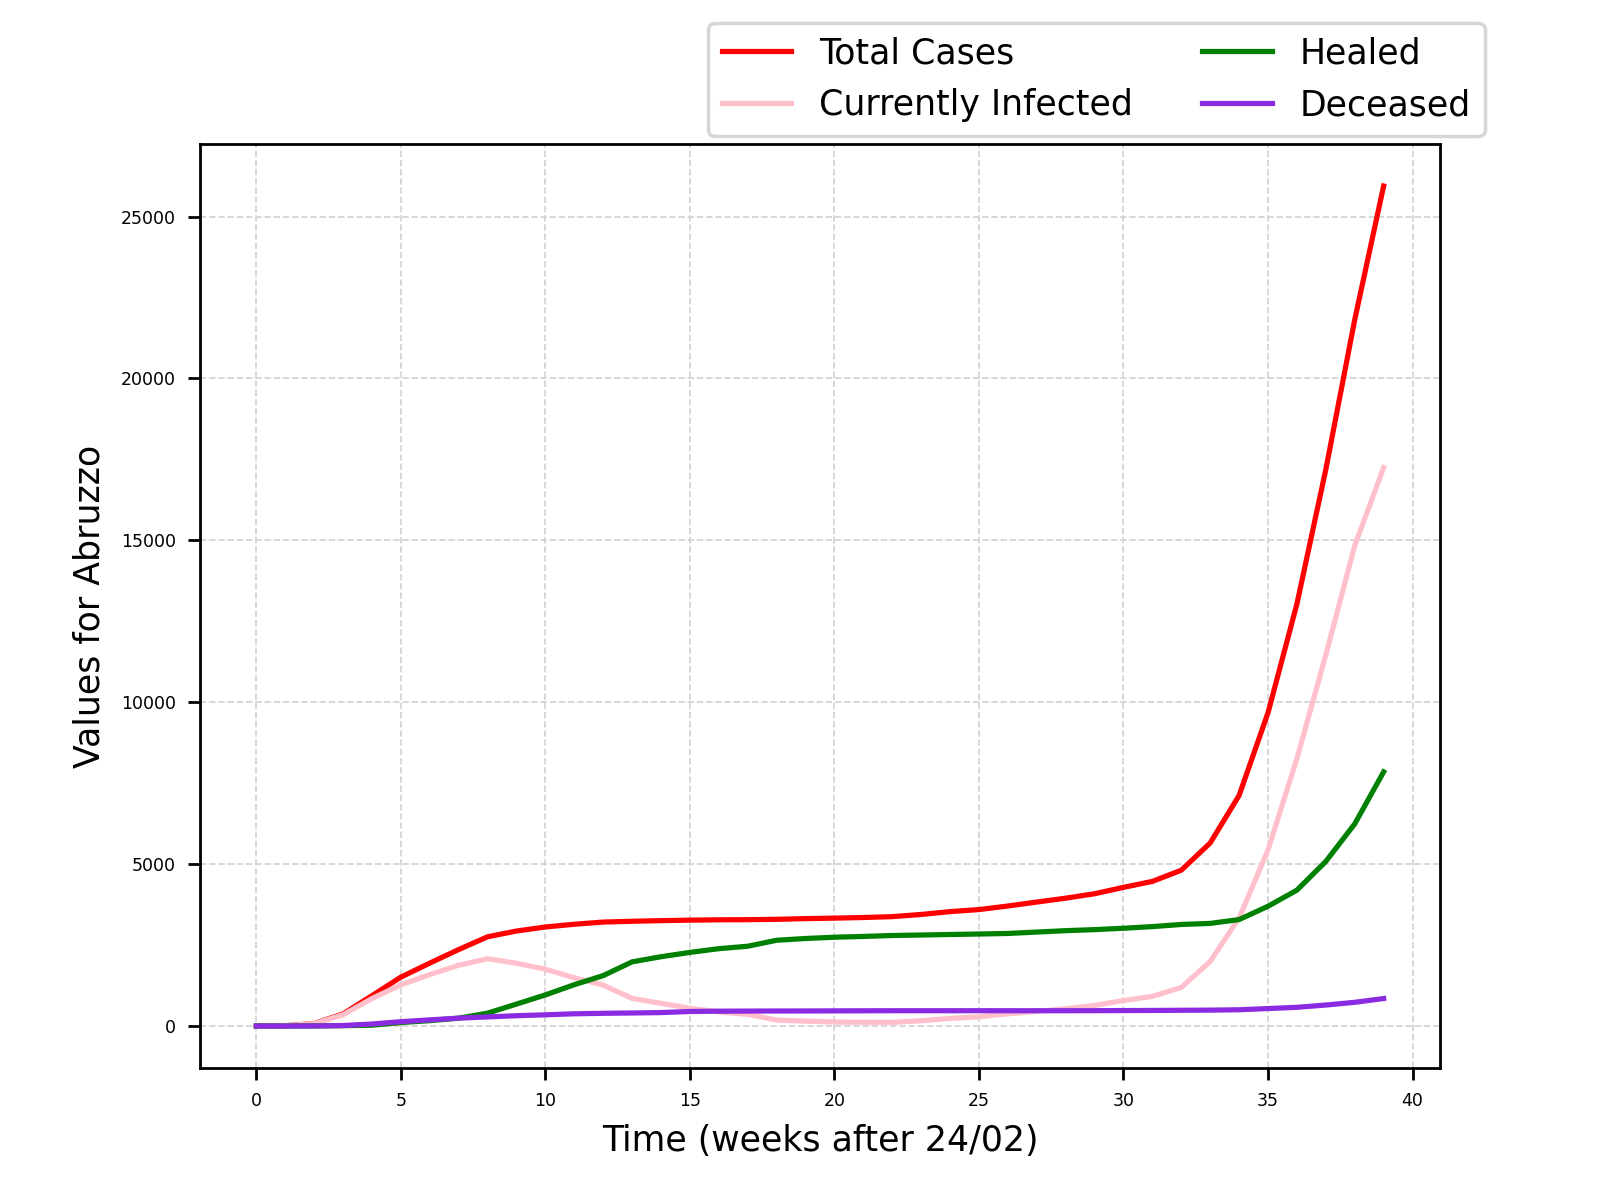 Total Cases
Currently Infected
Healed
Deceased
25000
20000
15000
10000
5000
0
Values for Abruzzo
0 5 10 15 20 25 30 35 40
Time (weeks after 24/02)